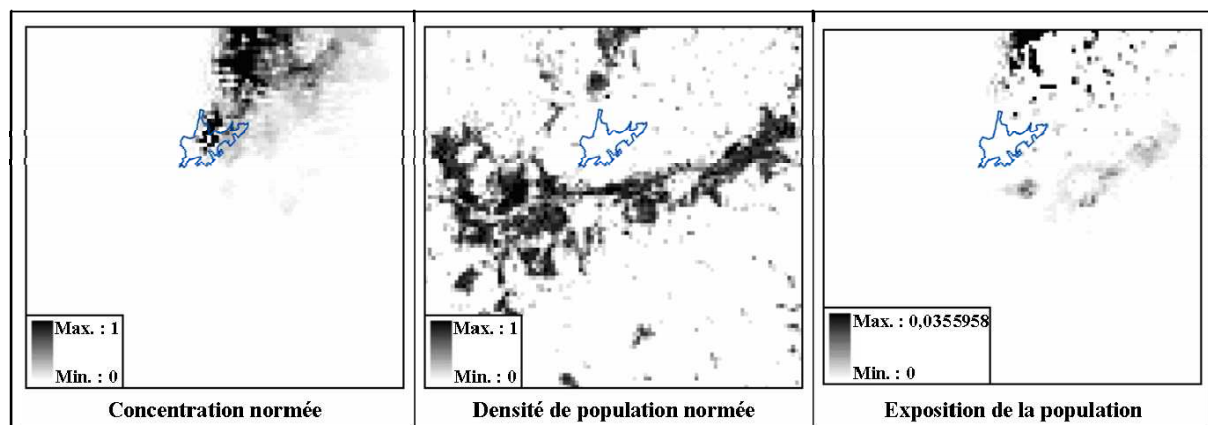 Max. : 1
Min. : 0
Concentration normée
Max. : 1
Min. : 0
Densité de population normée
Max. : 0,0355958
Min. : 0
Exposition de la population